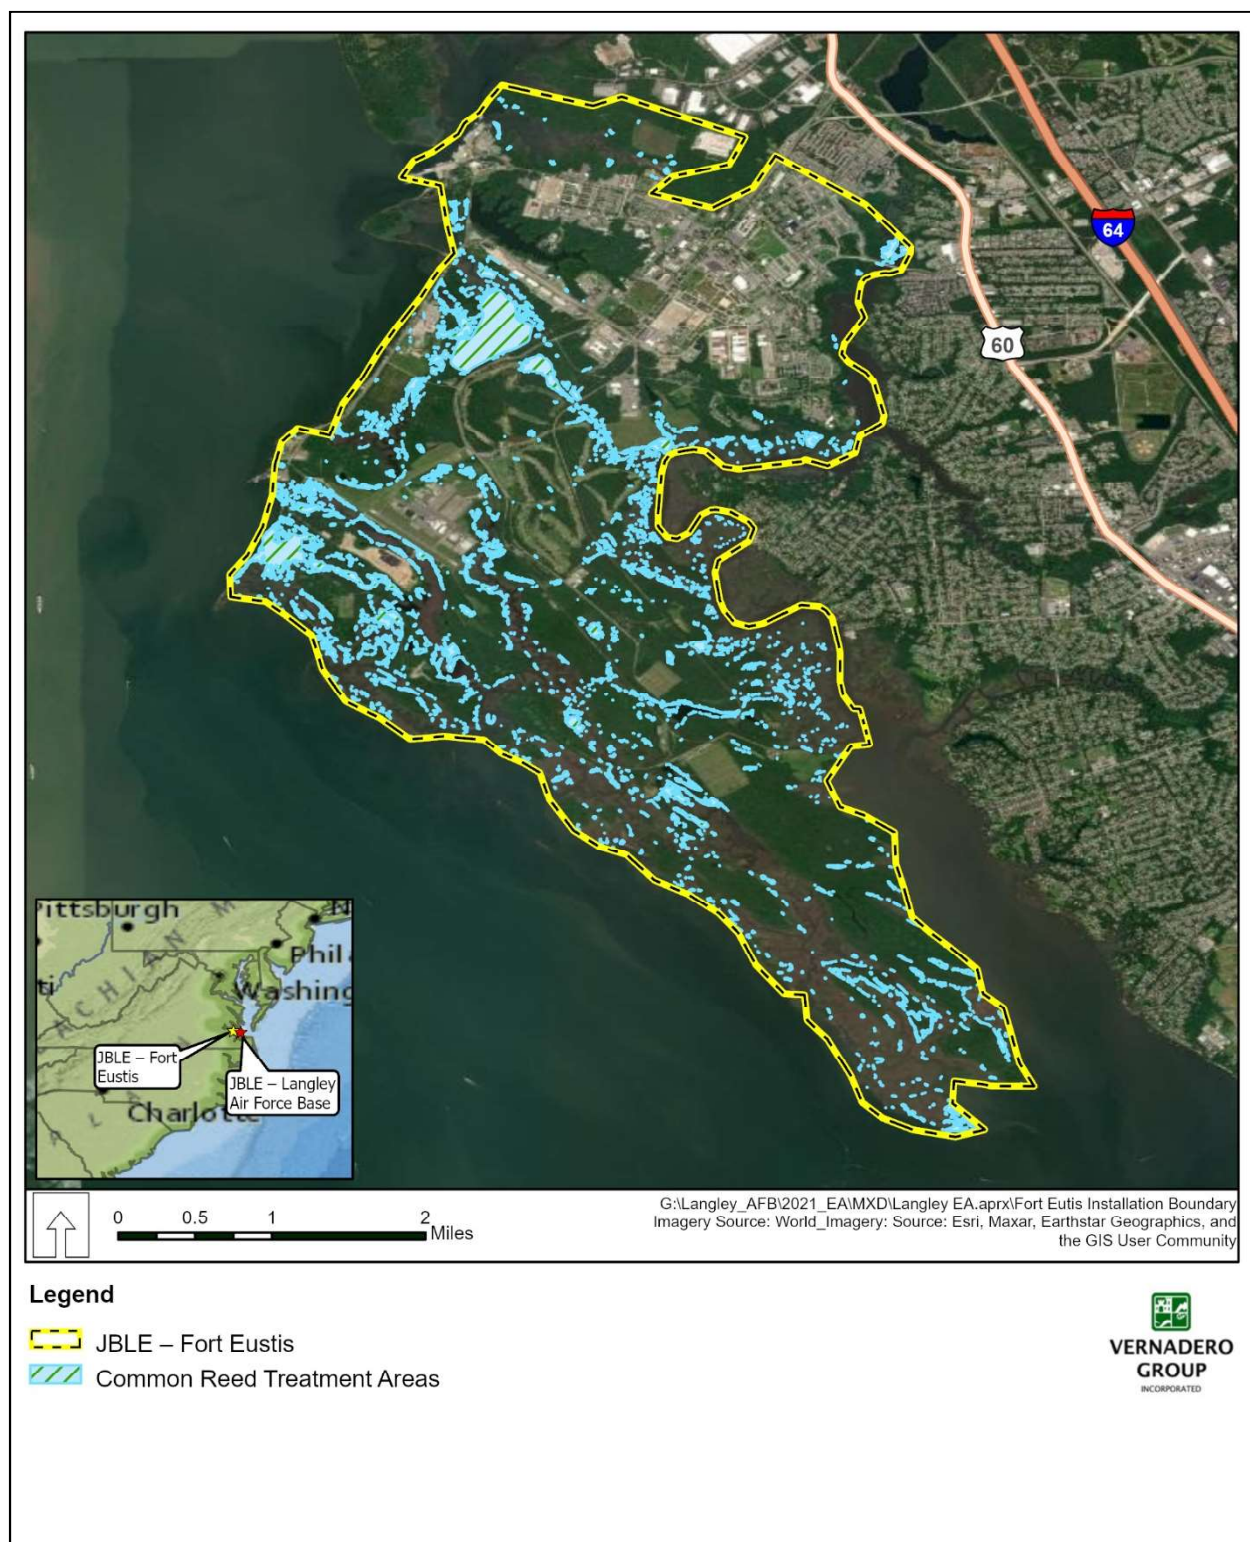 64
60
Pittsburgh
Phil
Washing
ACHIAN
JBLE – Fort
Eustis
JBLE – Langley
Air Force Base
Charlotte
0 0.5 1 2
Miles
G:\Langley_AFB\2021_EA\MXD\Langley EA.aprx\Fort Eutis Installation Boundary
Imagery Source: World_Imagery: Source: Esri, Maxar, Earthstar Geographics, and
the GIS User Community
Legend
JBLE – Fort Eustis
Common Reed Treatment Areas
VERNADERO
GROUP
INCORPORATED